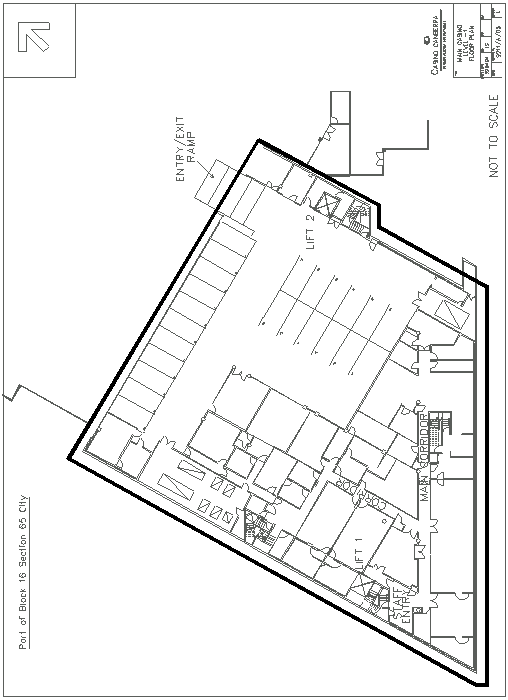 CASINO CANBERRA
MAIN CASINO
LEVEL -1
FLOOR PLAN
NOT TO SCALE
ENTRY/EXIT
RAMP
LIFT 2
MAIN CORRIDOR
LIFT 1
STAFF
ENTRY
Part of Block 16 Section 65 City